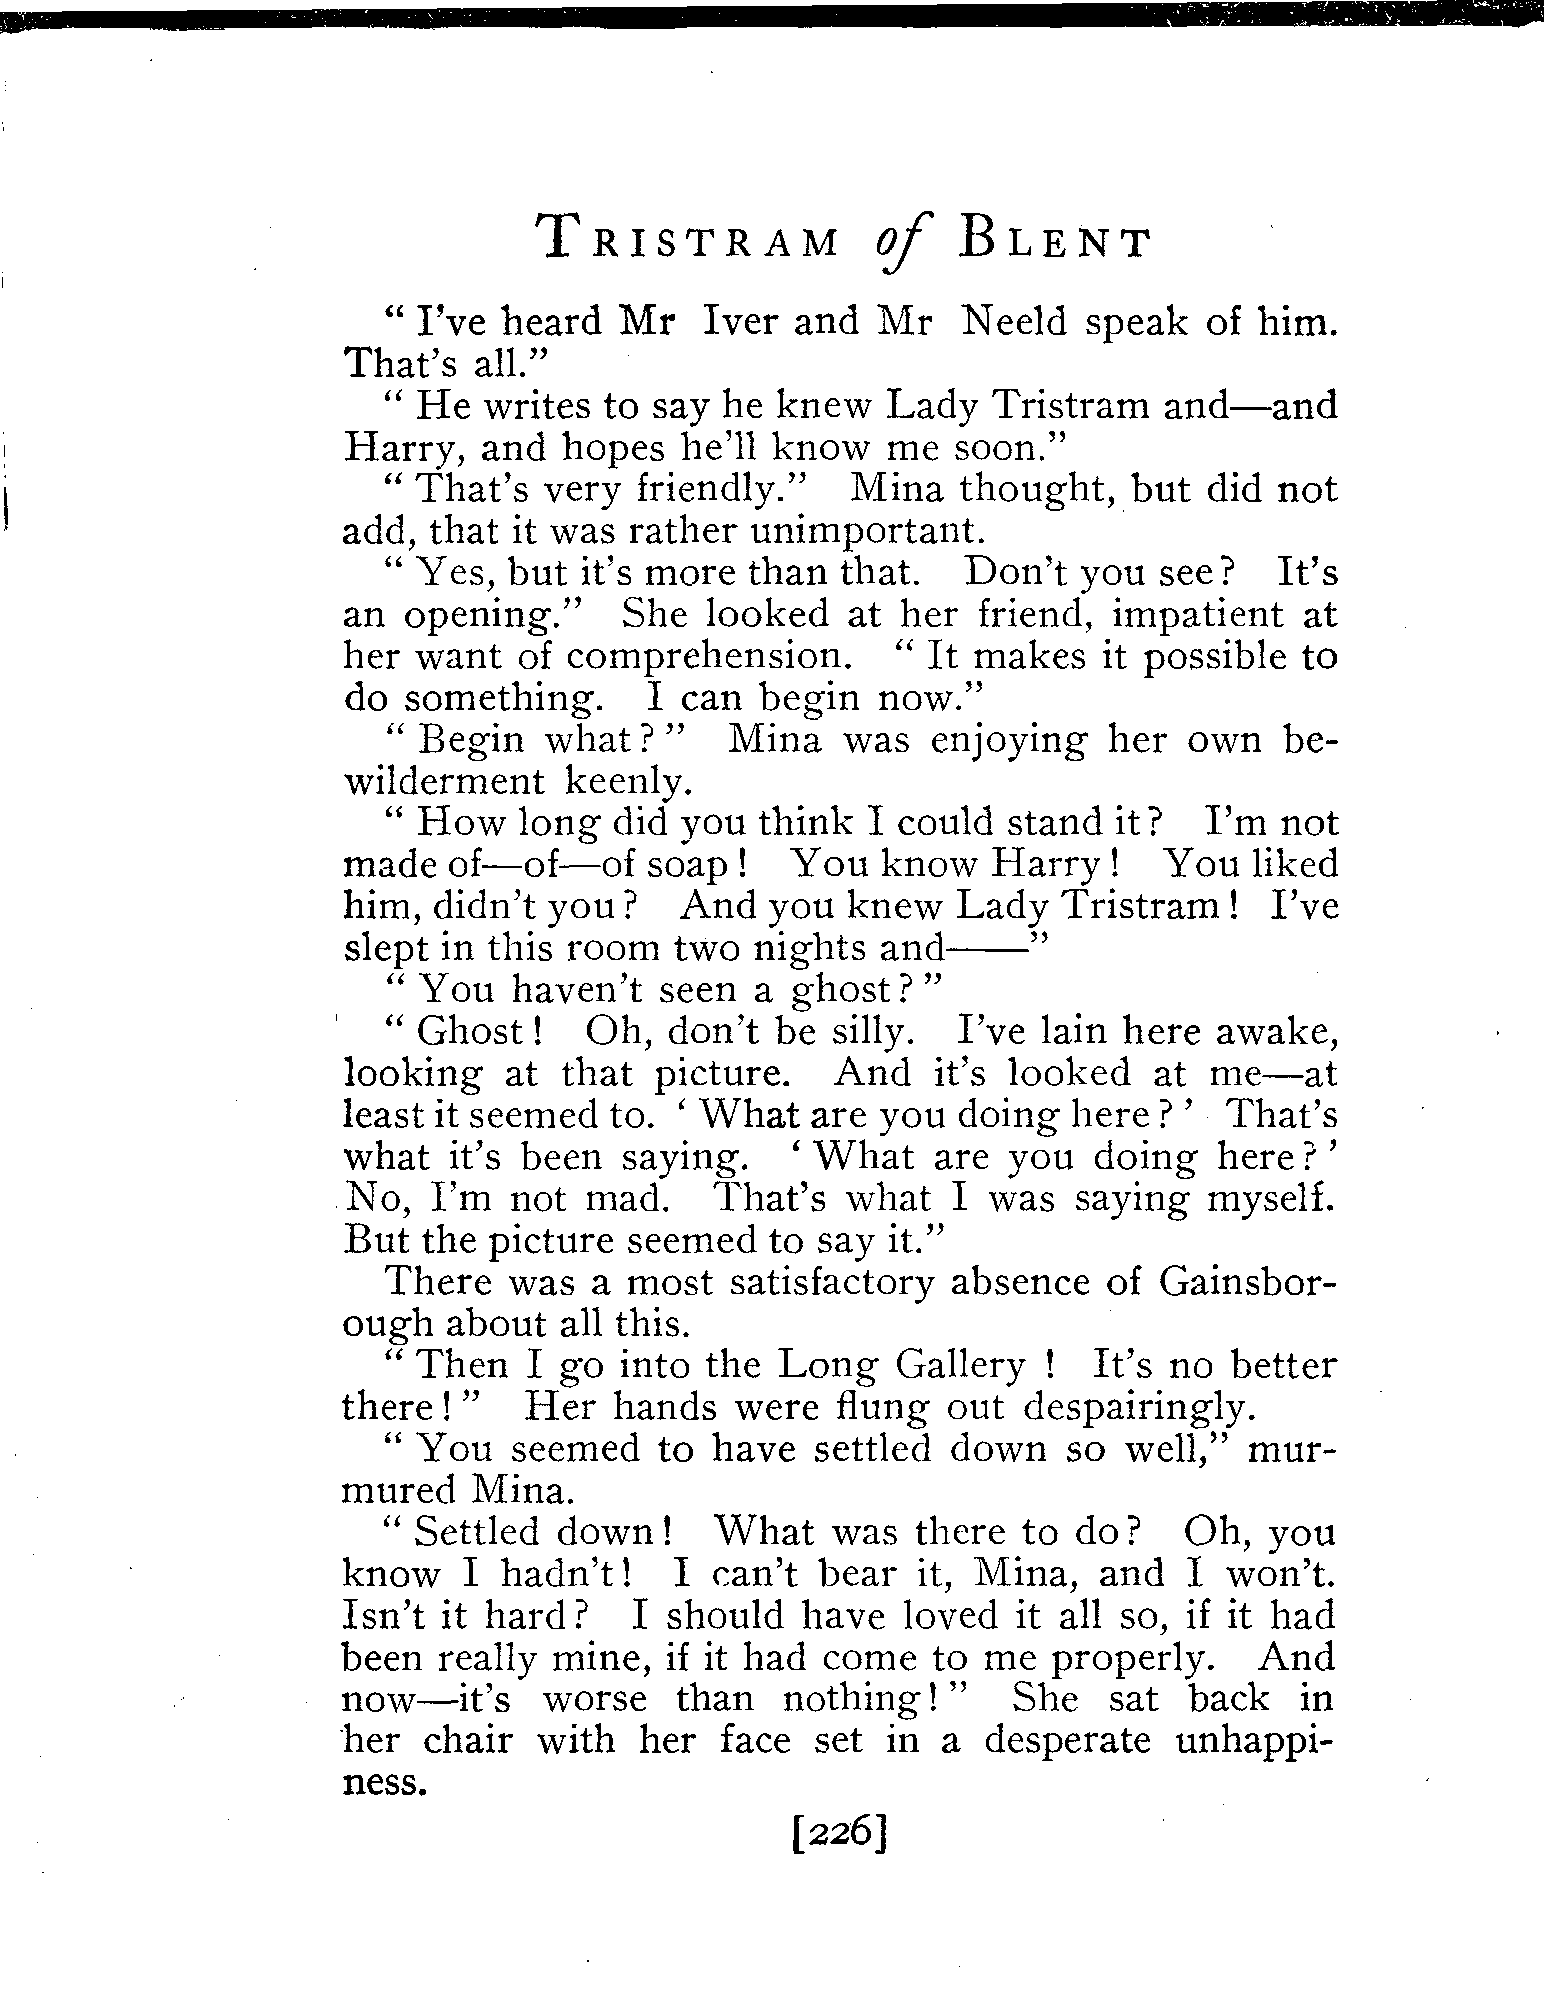 TRISTRAM of BLENT
“ I've heard Mr Iver and Mr Neeld speak of him.
That's all.”
“ He writes to say he knew Lady Tristram and—and
Harry, and hopes he'll know me soon.”
“ That's very friendly.” Mina thought, but did not
add, that it was rather unimportant.
“ Yes, but it's more than that. Don't you see? It's
an opening.” She looked at her friend, impatient at
her want of comprehension. “ It makes it possible to
do something. I can begin now.”
“ Begin what? ” Mina was enjoying her own be-
wilderment keenly.
“ How long did you think I could stand it? I'm not
made of—of—of soap! You know Harry! You liked
him, didn't you? And you knew Lady Tristram! I've
slept in this room two nights and——”
“ You haven't seen a ghost? ”
“ Ghost! Oh, don't be silly. I've lain here awake,
looking at that picture. And it's looked at me—at
least it seemed to. ‘ What are you doing here? ’ That's
what it's been saying. ‘ What are you doing here? ’
No, I'm not mad. That's what I was saying myself.
But the picture seemed to say it.”
There was a most satisfactory absence of Gainsbor-
ough about all this.
“ Then I go into the Long Gallery ! It's no better
there! ” Her hands were flung out despairingly.
“ You seemed to have settled down so well,” mur-
mured Mina.
“ Settled down! What was there to do? Oh, you
know I hadn't! I can't bear it, Mina, and I won't.
Isn't it hard? I should have loved it all so, if it had
been really mine, if it had come to me properly. And
now—it's worse than nothing! ” She sat back in
her chair with her face set in a desperate unhappi-
ness.
[226]